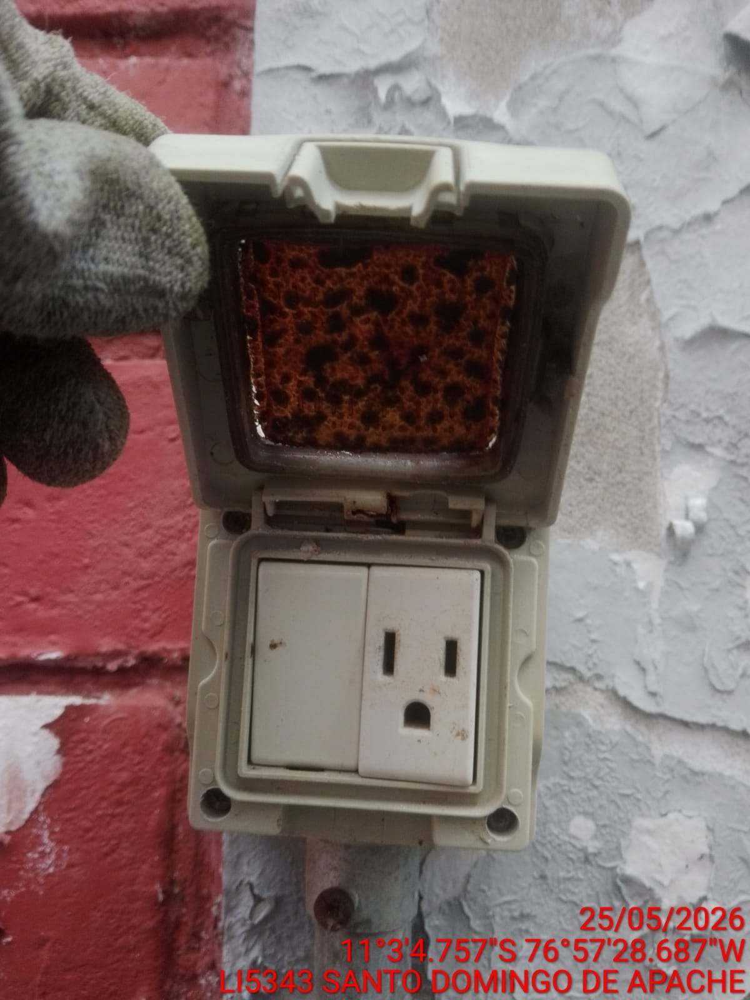 25/05/2026
11°3'4.757"S 76°57'28.687"W
LI5343 SANTO DOMINGO DE APACHE